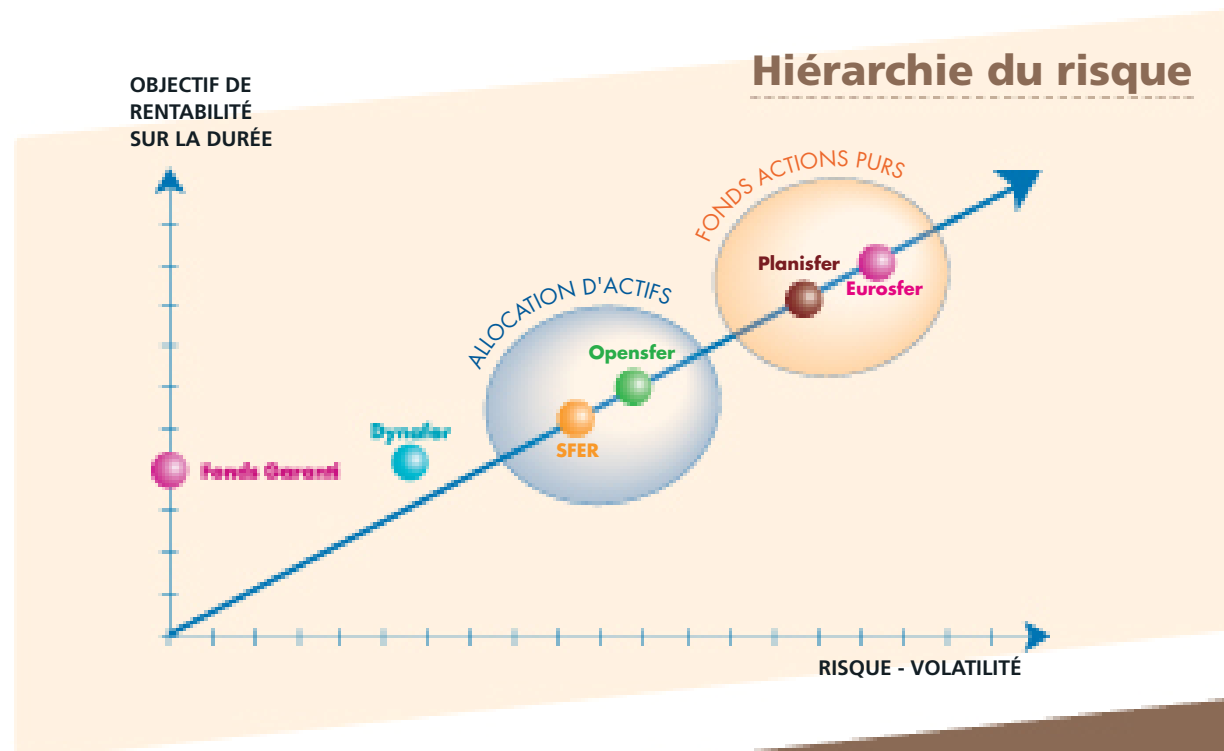 Hiérarchie du risque
OBJECTIF DE
RENTABILITÉ
SUR LA DURÉE
FONDS ACTIONS PURS
Planisfer
Eurosfer
ALLOCATION D'ACTIFS
Opensfer
SFER
Dynafer
Fonds Garanti
RISQUE - VOLATILITÉ